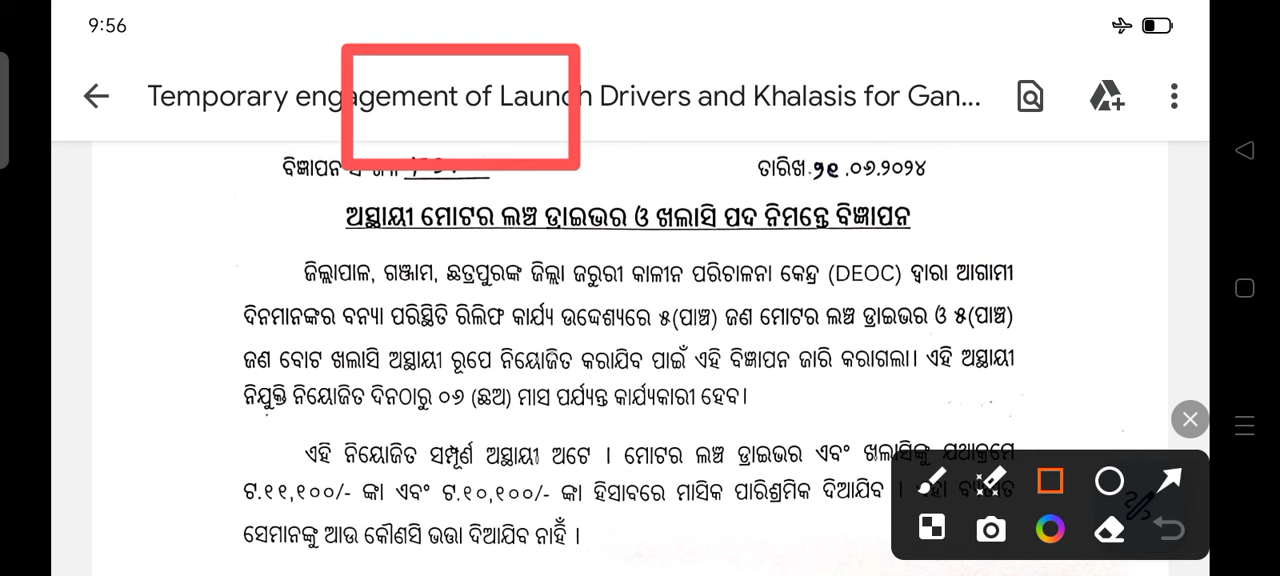 9:56
Temporary engagement of Launch Drivers and Khalasis for Gan...
ବିଜ୍ଞାପନ
ତାରିଖ.୨୧.୦୬.୨୦୨୪
ଅସ୍ଥାୟୀ ମୋଟର ଲଞ୍ଚ ଡ୍ରାଇଭର ଓ ଖଲାସି ପଦ ନିମନ୍ତେ ବିଜ୍ଞାପନ
ଜିଲ୍ଲାପାଳ, ଗଞ୍ଜାମ, ଛତ୍ରପୁରଙ୍କ ଜିଲ୍ଲା ଜରୁରୀ କାଳୀନ ପରିଚାଳନା କେନ୍ଦ୍ର (DEOC) ଦ୍ୱାରା ଆଗାମୀ
ଦିନମାନଙ୍କର ବନ୍ୟା ପରିସ୍ଥିତି ରିଲିଫ କାର୍ଯ୍ୟ ଉଦ୍ଦେଶ୍ୟରେ ୫(ପାଞ୍ଚ) ଜଣ ମୋଟର ଲଞ୍ଚ ଡ୍ରାଇଭର ଓ ୫(ପାଞ୍ଚ)
ଜଣ ବୋଟ ଖଲାସି ଅସ୍ଥାୟୀ ରୂପେ ନିୟୋଜିତ କରାଯିବ ପାଇଁ ଏହି ବିଜ୍ଞାପନ ଜାରି କରାଗଲା। ଏହି ଅସ୍ଥାୟୀ
ନିଯୁକ୍ତି ନିୟୋଜିତ ଦିନଠାରୁ ୦୬ (ଛଅ) ମାସ ପର୍ଯ୍ୟନ୍ତ କାର୍ଯ୍ୟକାରୀ ହେବ।
ଏହି ନିୟୋଜିତ ସମ୍ପୂର୍ଣ ଅସ୍ଥାୟୀ ଅଟେ । ମୋଟର ଲଞ୍ଚ ଡ୍ରାଇଭର ଏବଂ ଖଲାସିଙ୍କୁ ଯଥାକ୍ରମେ
ଟ.୧୧,୧୦୦/- ଙ୍କା ଏବଂ ଟ.୧୦,୧୦୦/- ଙ୍କା ହିସାବରେ ମାସିକ ପାରିଶ୍ରମିକ ଦିଆଯିବ ।
ସେମାନଙ୍କୁ ଆଉ କୌଣସି ଭତ୍ତା ଦିଆଯିବ ନାହିଁ ।